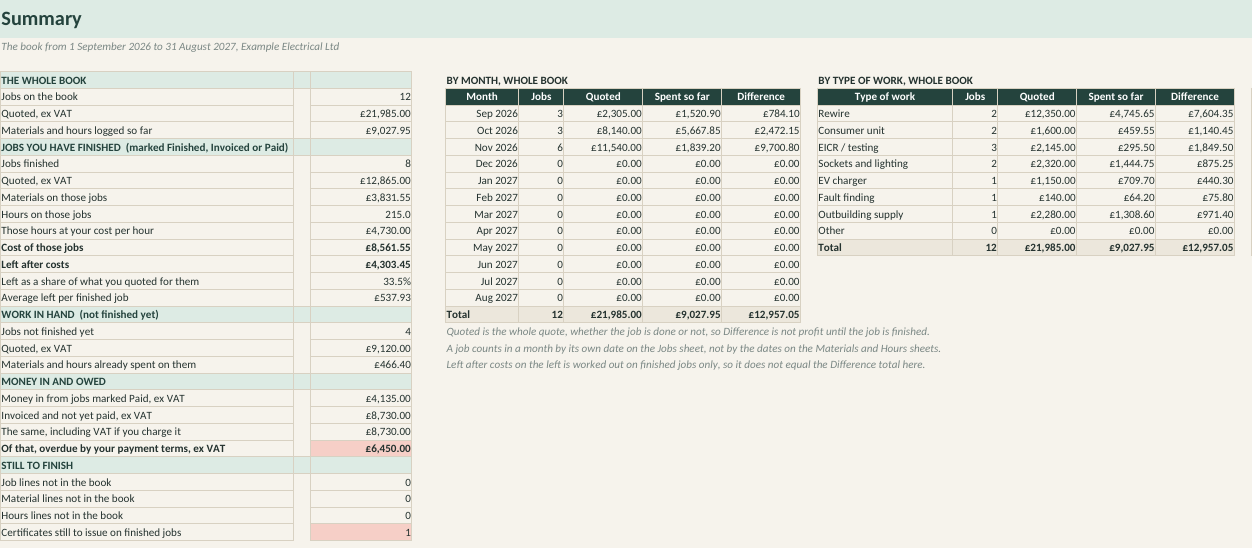 Summary
The book from 1 September 2026 to 31 August 2027, Example Electrical Ltd
THE WHOLE BOOK
Jobs on the book 12
Quoted, ex VAT £21,985.00
Materials and hours logged so far £9,027.95
JOBS YOU HAVE FINISHED (marked Finished, Invoiced or Paid)
Jobs finished 8
Quoted, ex VAT £12,865.00
Materials on those jobs £3,831.55
Hours on those jobs 215.0
Those hours at your cost per hour £4,730.00
Cost of those jobs £8,561.55
Left after costs £4,303.45
Left as a share of what you quoted for them 33.5%
Average left per finished job £537.93
WORK IN HAND (not finished yet)
Jobs not finished yet 4
Quoted, ex VAT £9,120.00
Materials and hours already spent on them £466.40
MONEY IN AND OWED
Money in from jobs marked Paid, ex VAT £4,135.00
Invoiced and not yet paid, ex VAT £8,730.00
The same, including VAT if you charge it £8,730.00
Of that, overdue by your payment terms, ex VAT £6,450.00
STILL TO FINISH
Job lines not in the book 0
Material lines not in the book 0
Hours lines not in the book 0
Certificates still to issue on finished jobs 1
BY MONTH, WHOLE BOOK
Month Jobs Quoted Spent so far Difference
Sep 2026 3 £2,305.00 £1,520.90 £784.10
Oct 2026 3 £8,140.00 £5,667.85 £2,472.15
Nov 2026 6 £11,540.00 £1,839.20 £9,700.80
Dec 2026 0 £0.00 £0.00 £0.00
Jan 2027 0 £0.00 £0.00 £0.00
Feb 2027 0 £0.00 £0.00 £0.00
Mar 2027 0 £0.00 £0.00 £0.00
Apr 2027 0 £0.00 £0.00 £0.00
May 2027 0 £0.00 £0.00 £0.00
Jun 2027 0 £0.00 £0.00 £0.00
Jul 2027 0 £0.00 £0.00 £0.00
Aug 2027 0 £0.00 £0.00 £0.00
Total 12 £21,985.00 £9,027.95 £12,957.05
Quoted is the whole quote, whether the job is done or not, so Difference is not profit until the job is finished.
A job counts in a month by its own date on the Jobs sheet, not by the dates on the Materials and Hours sheets.
Left after costs on the left is worked out on finished jobs only, so it does not equal the Difference total here.
BY TYPE OF WORK, WHOLE BOOK
Type of work Jobs Quoted Spent so far Difference
Rewire 2 £12,350.00 £4,745.65 £7,604.35
Consumer unit 2 £1,600.00 £459.55 £1,140.45
EICR / testing 3 £2,145.00 £295.50 £1,849.50
Sockets and lighting 2 £2,320.00 £1,444.75 £875.25
EV charger 1 £1,150.00 £709.70 £440.30
Fault finding 1 £140.00 £64.20 £75.80
Outbuilding supply 1 £2,280.00 £1,308.60 £971.40
Other 0 £0.00 £0.00 £0.00
Total 12 £21,985.00 £9,027.95 £12,957.05